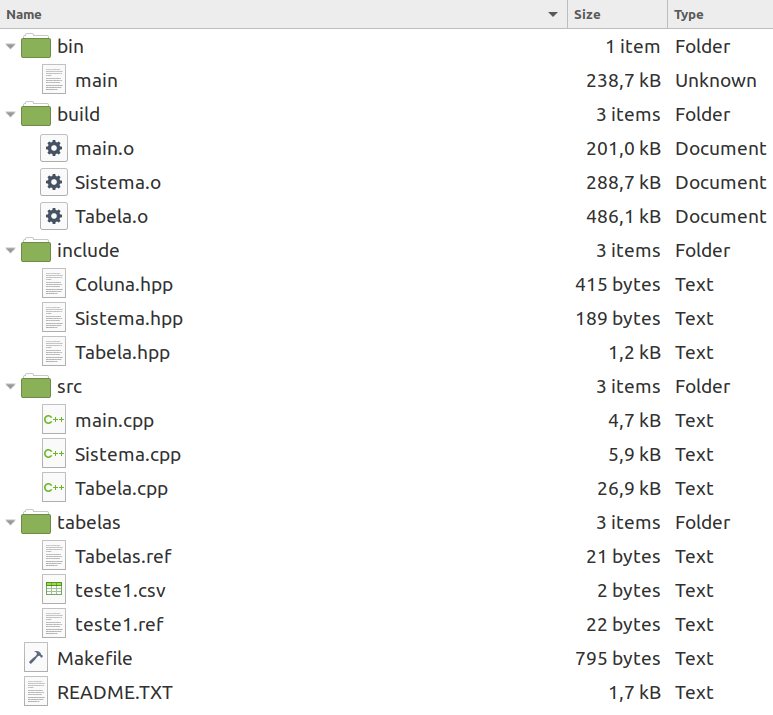 Name Size Type
bin 1 item Folder
main 238,7 kB Unknown
build 3 items Folder
main.o 201,0 kB Document
Sistema.o 288,7 kB Document
Tabela.o 486,1 kB Document
include 3 items Folder
Coluna.hpp 415 bytes Text
Sistema.hpp 189 bytes Text
Tabela.hpp 1,2 kB Text
src 3 items Folder
C++ main.cpp 4,7 kB Text
C++ Sistema.cpp 5,9 kB Text
C++ Tabela.cpp 26,9 kB Text
tabelas 3 items Folder
Tabelas.ref 21 bytes Text
teste1.csv 2 bytes Text
teste1.ref 22 bytes Text
Makefile 795 bytes Text
README.TXT 1,7 kB Text